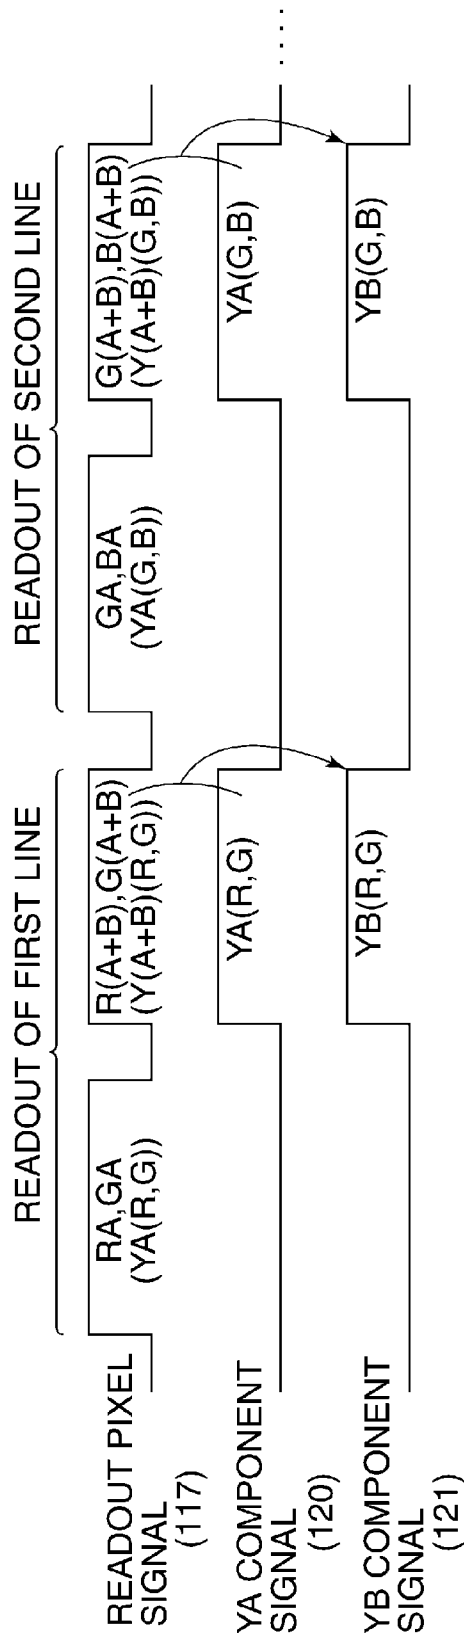 READOUT OF FIRST LINE
READOUT OF SECOND LINE
READOUT PIXEL
SIGNAL
(117)
RA,GA
(YA(R,G))
R(A+B),G(A+B)
(Y(A+B)(R,G))
GA,BA
(YA(G,B))
G(A+B),B(A+B)
(Y(A+B)(G,B))
YA COMPONENT
SIGNAL
(120)
YA(R,G)
YA(G,B)
....
YB COMPONENT
SIGNAL
(121)
YB(R,G)
YB(G,B)